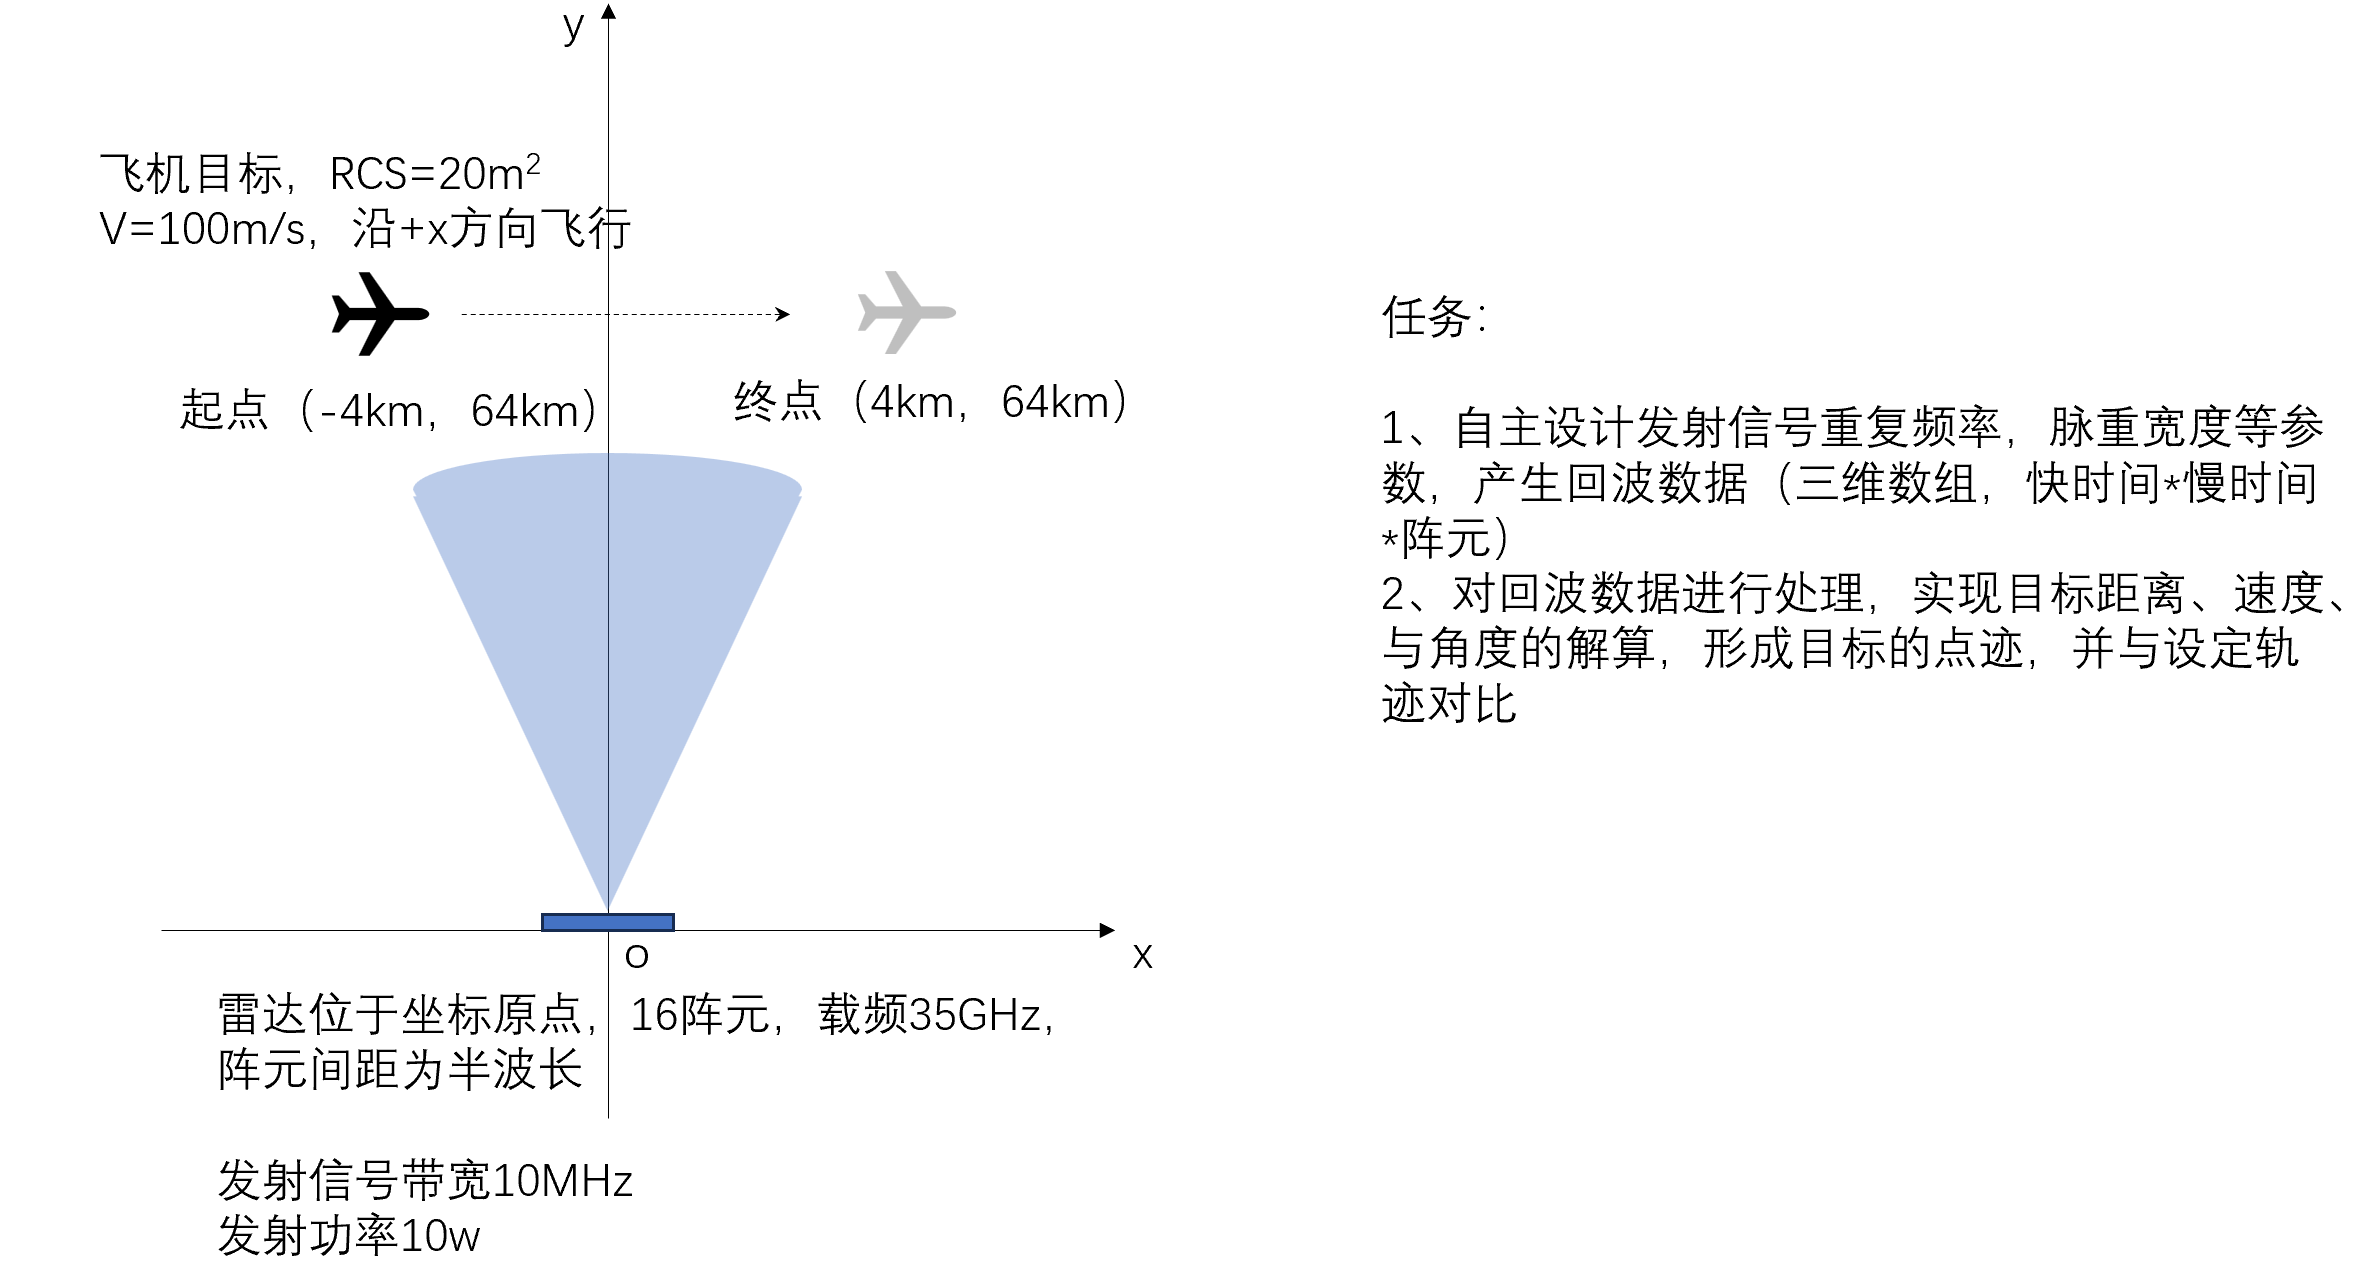 y
飞机目标，RCS=20m²
V=100m/s，沿+x方向飞行
起点（-4km，64km）
终点（4km，64km）
O
x
雷达位于坐标原点，16阵元，载频35GHz，
阵元间距为半波长
发射信号带宽10MHz
发射功率10w
任务：
1、自主设计发射信号重复频率，脉重宽度等参
数，产生回波数据（三维数组，快时间*慢时间
*阵元）
2、对回波数据进行处理，实现目标距离、速度、
与角度的解算，形成目标的点迹，并与设定轨
迹对比